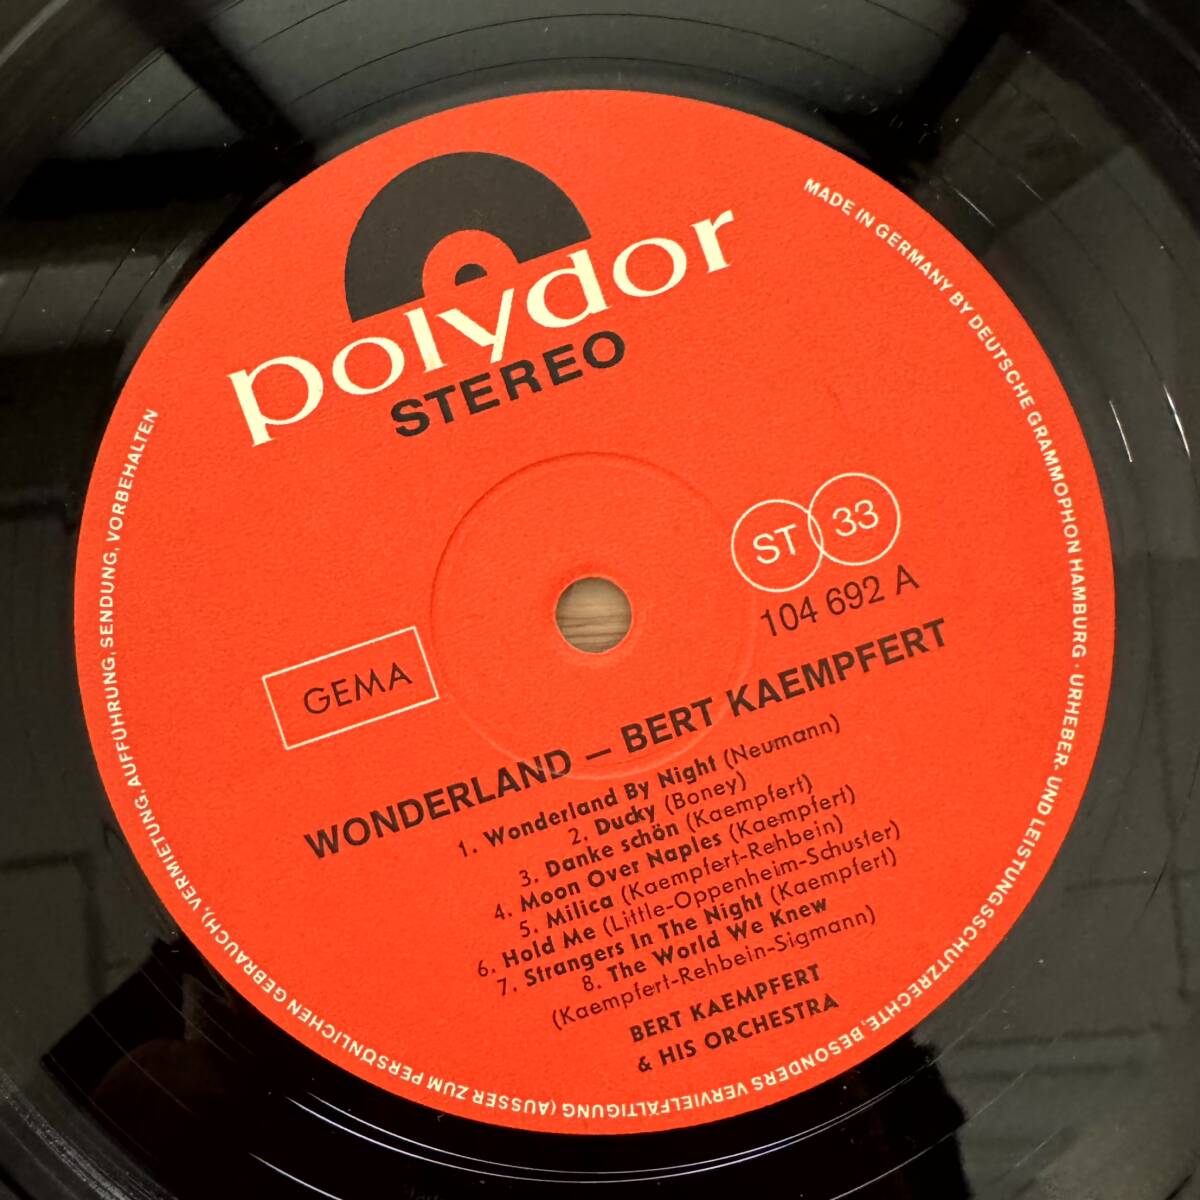 polydor
STEREO
ST 33
104 692 A
GEMA
WONDERLAND – BERT KAEMPFERT
1. Wonderland By Night (Neumann)
2. Ducky (Boney)
3. Danke schön (Kaempfert)
4. Moon Over Naples (Kaempfert)
5. Milica (Kaempfert-Rehbein)
6. Hold Me (Little-Oppenheim-Schuster)
7. Strangers In The Night (Kaempfert)
8. The World We Knew
(Kaempfert-Rehbein-Sigmann)
BERT KAEMPFERT
& HIS ORCHESTRA
MADE IN GERMANY BY DEUTSCHE GRAMMOPHON HAMBURG · URHEBER- UND LEISTUNGSSCHUTZRECHTE, BESONDERS VERVIELFÄLTIGUNG (AUSSER ZUM PERSÖNLICHEN GEBRAUCH), VERMIETUNG, AUFFÜHRUNG, SENDUNG, VORBEHALTEN